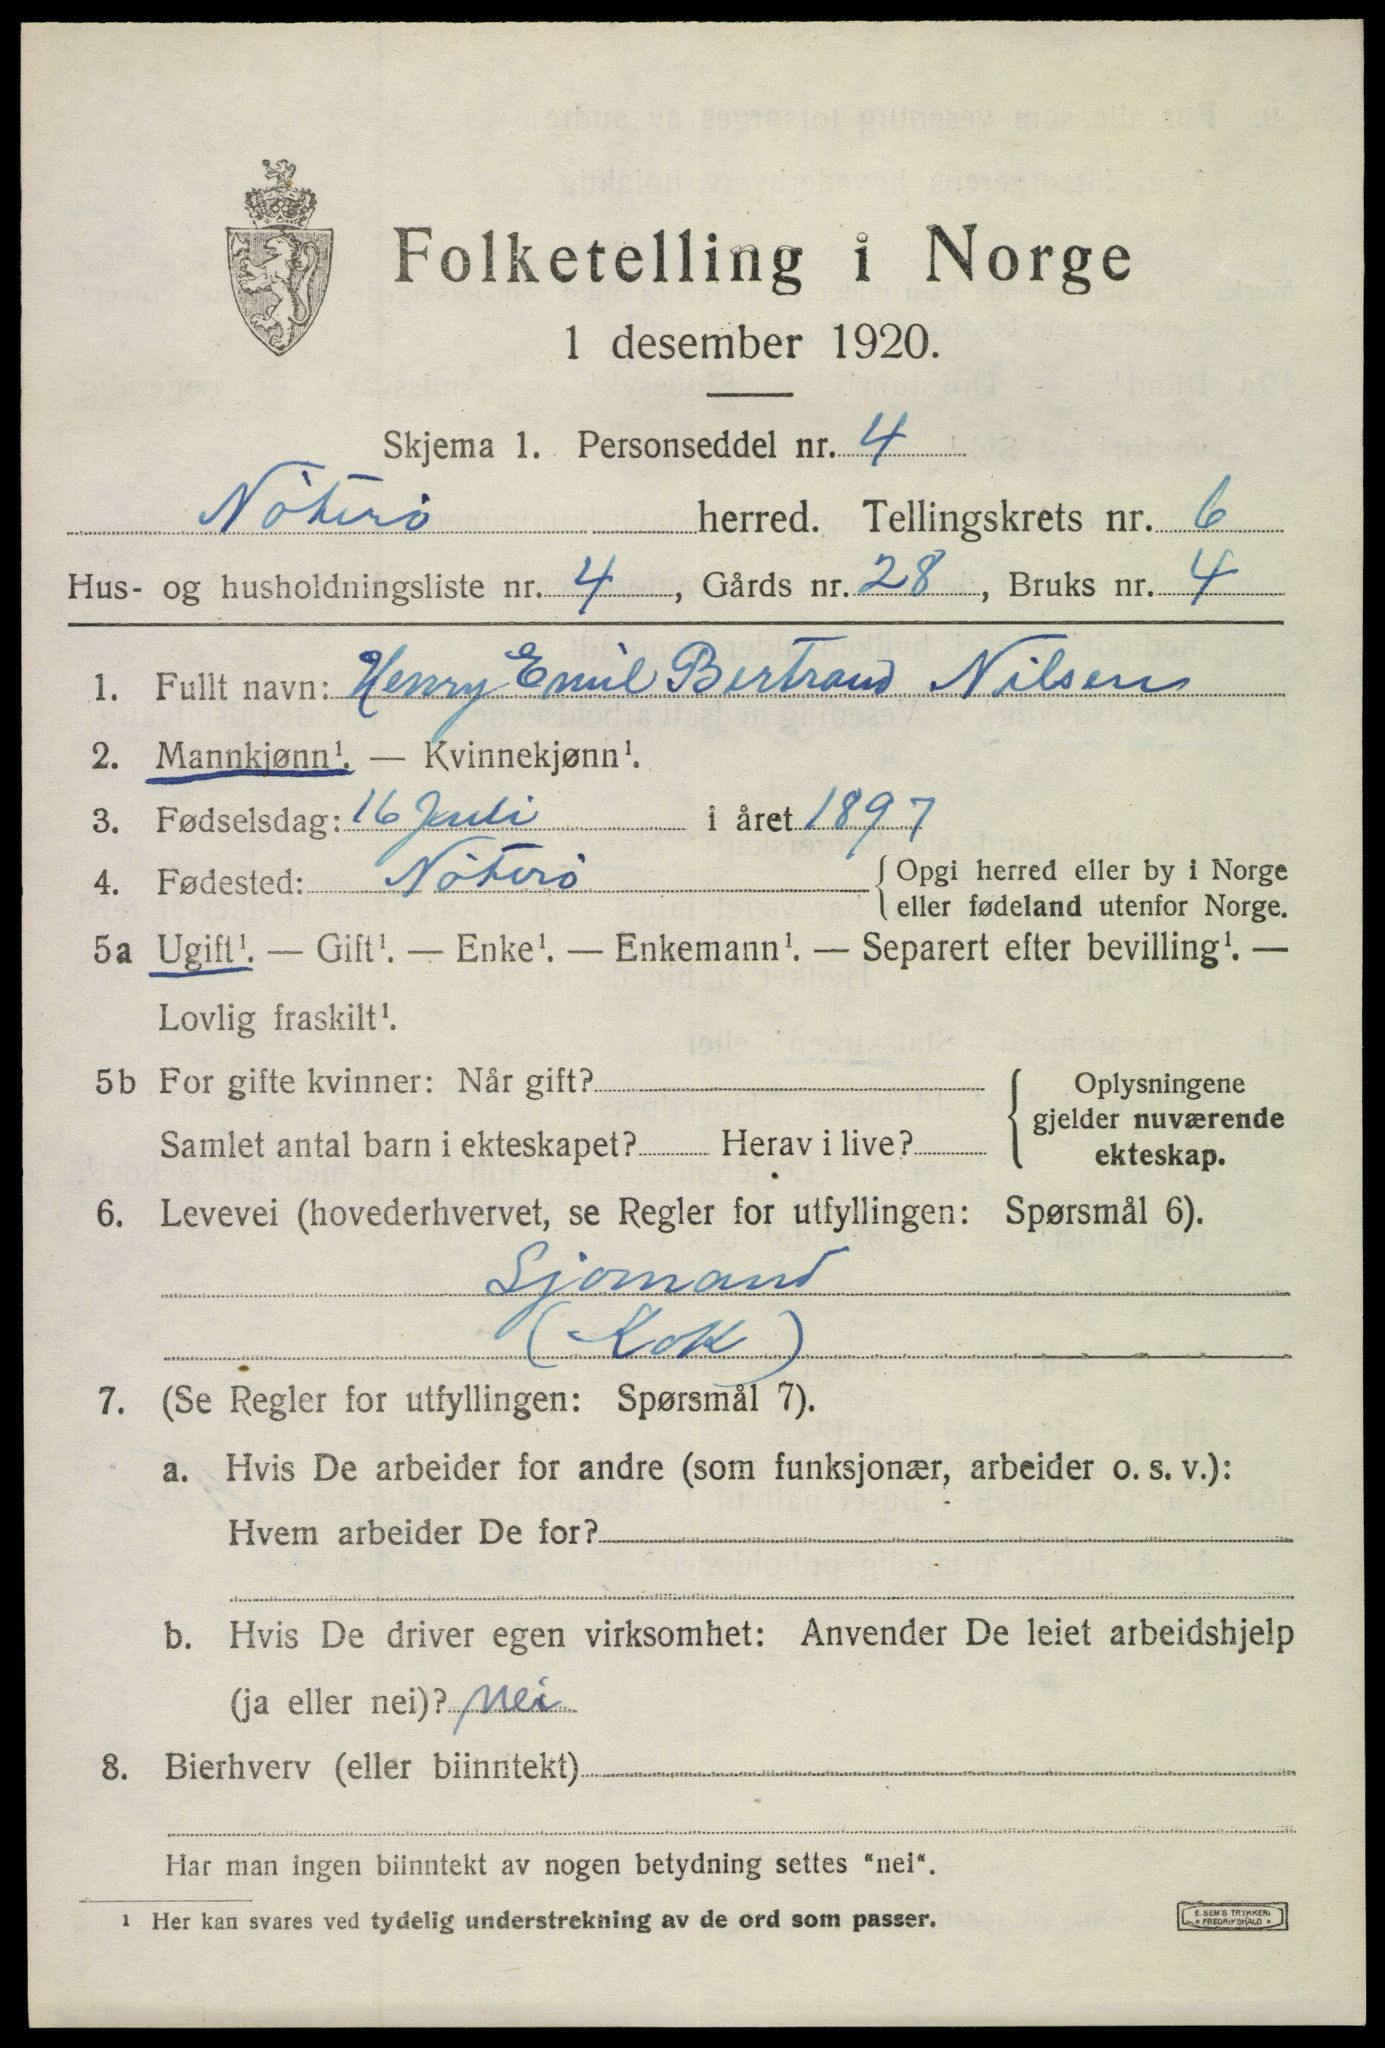 Folketelling i Norge
1 desember 1920.
Skjema 1. Personseddel nr. 4
Nöterö herred. Tellingskrets nr. 6
Hus- og husholdningsliste nr. 4, Gårds nr. 28, Bruks nr. 4
1. Fullt navn: Henry Emil Bertrand Nilsen
2. Mannkjønn¹. — Kvinnekjønn¹.
3. Fødselsdag: 16 Juli i året 1897
4. Fødested: Nöterö { Opgi herred eller by i Norge
eller fødeland utenfor Norge.
5a Ugift¹. — Gift¹. — Enke¹. — Enkemann¹. — Separert efter bevilling¹. —
Lovlig fraskilt¹.
5b For gifte kvinner: Når gift?
Samlet antal barn i ekteskapet? Herav i live?
{ Oplysningene
gjelder nuværende
ekteskap.
6. Levevei (hovederhvervet, se Regler for utfyllingen: Spørsmål 6).
Sjomand
(Kok)
7. (Se Regler for utfyllingen: Spørsmål 7).
a. Hvis De arbeider for andre (som funksjonær, arbeider o. s. v.):
Hvem arbeider De for?
b. Hvis De driver egen virksomhet: Anvender De leiet arbeidshjelp
(ja eller nei)? nei
8. Bierhverv (eller biinntekt)
Har man ingen biinntekt av nogen betydning settes "nei".
¹ Her kan svares ved tydelig understrekning av de ord som passer.
E. SEM'S TRYKKERI
FREDRIKSHALD